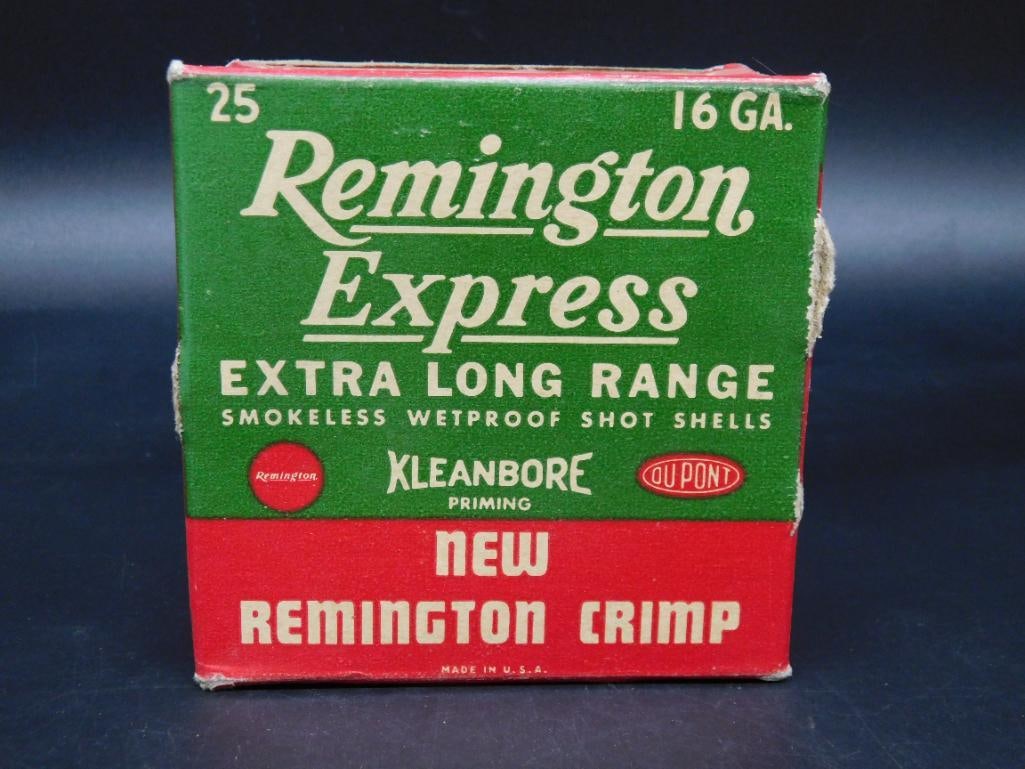 25 16 GA.
Remington
Express
EXTRA LONG RANGE
SMOKELESS WETPROOF SHOT SHELLS
Remington. KLEANBORE DU PONT
PRIMING
NEW
REMINGTON CRIMP
MADE IN U.S.A.